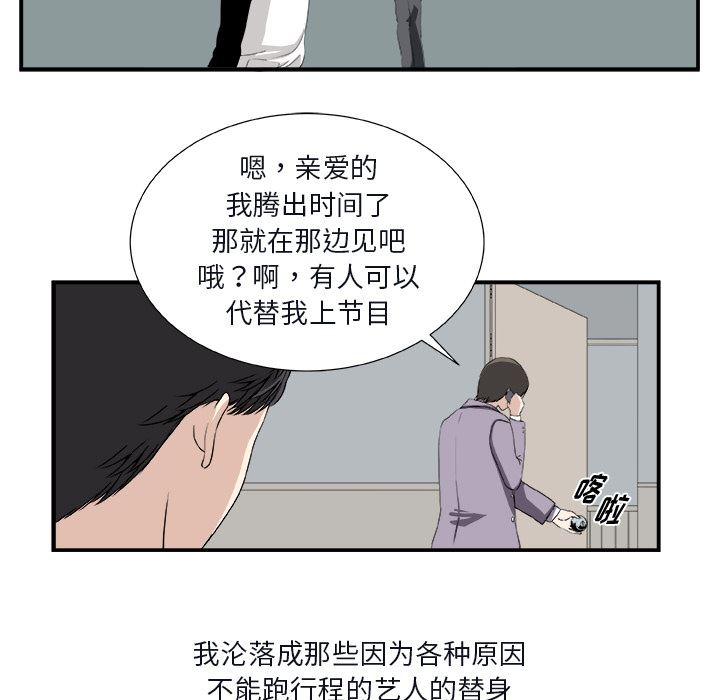 嗯，亲爱的
我腾出时间了
那就在那边见吧
哦？啊，有人可以
代替我上节目
喀啦
我沦落成那些因为各种原因
不能跑行程的艺人的替身